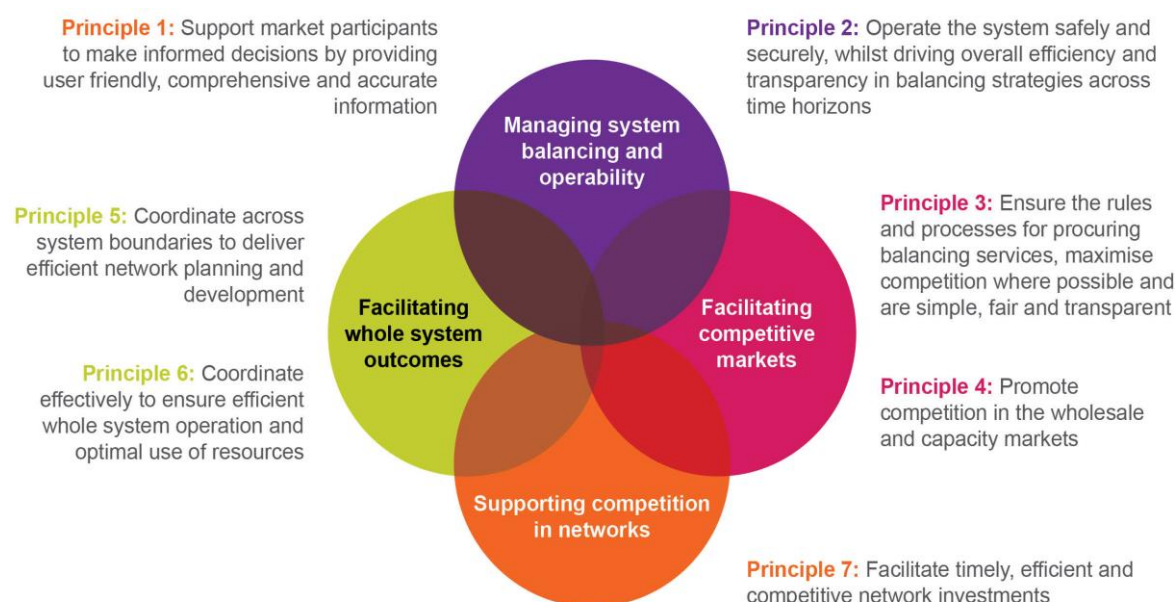 Principle 1: Support market participants
to make informed decisions by providing
user friendly, comprehensive and accurate
information
Principle 2: Operate the system safely and
securely, whilst driving overall efficiency and
transparency in balancing strategies across
time horizons
Managing system
balancing and
operability
Principle 5: Coordinate across
system boundaries to deliver
efficient network planning and
development
Principle 3: Ensure the rules
and processes for procuring
balancing services, maximise
competition where possible and
are simple, fair and transparent
Facilitating
whole system
outcomes
Facilitating
competitive
markets
Principle 6: Coordinate
effectively to ensure efficient
whole system operation and
optimal use of resources
Principle 4: Promote
competition in the wholesale
and capacity markets
Supporting competition
in networks
Principle 7: Facilitate timely, efficient and
competitive network investments